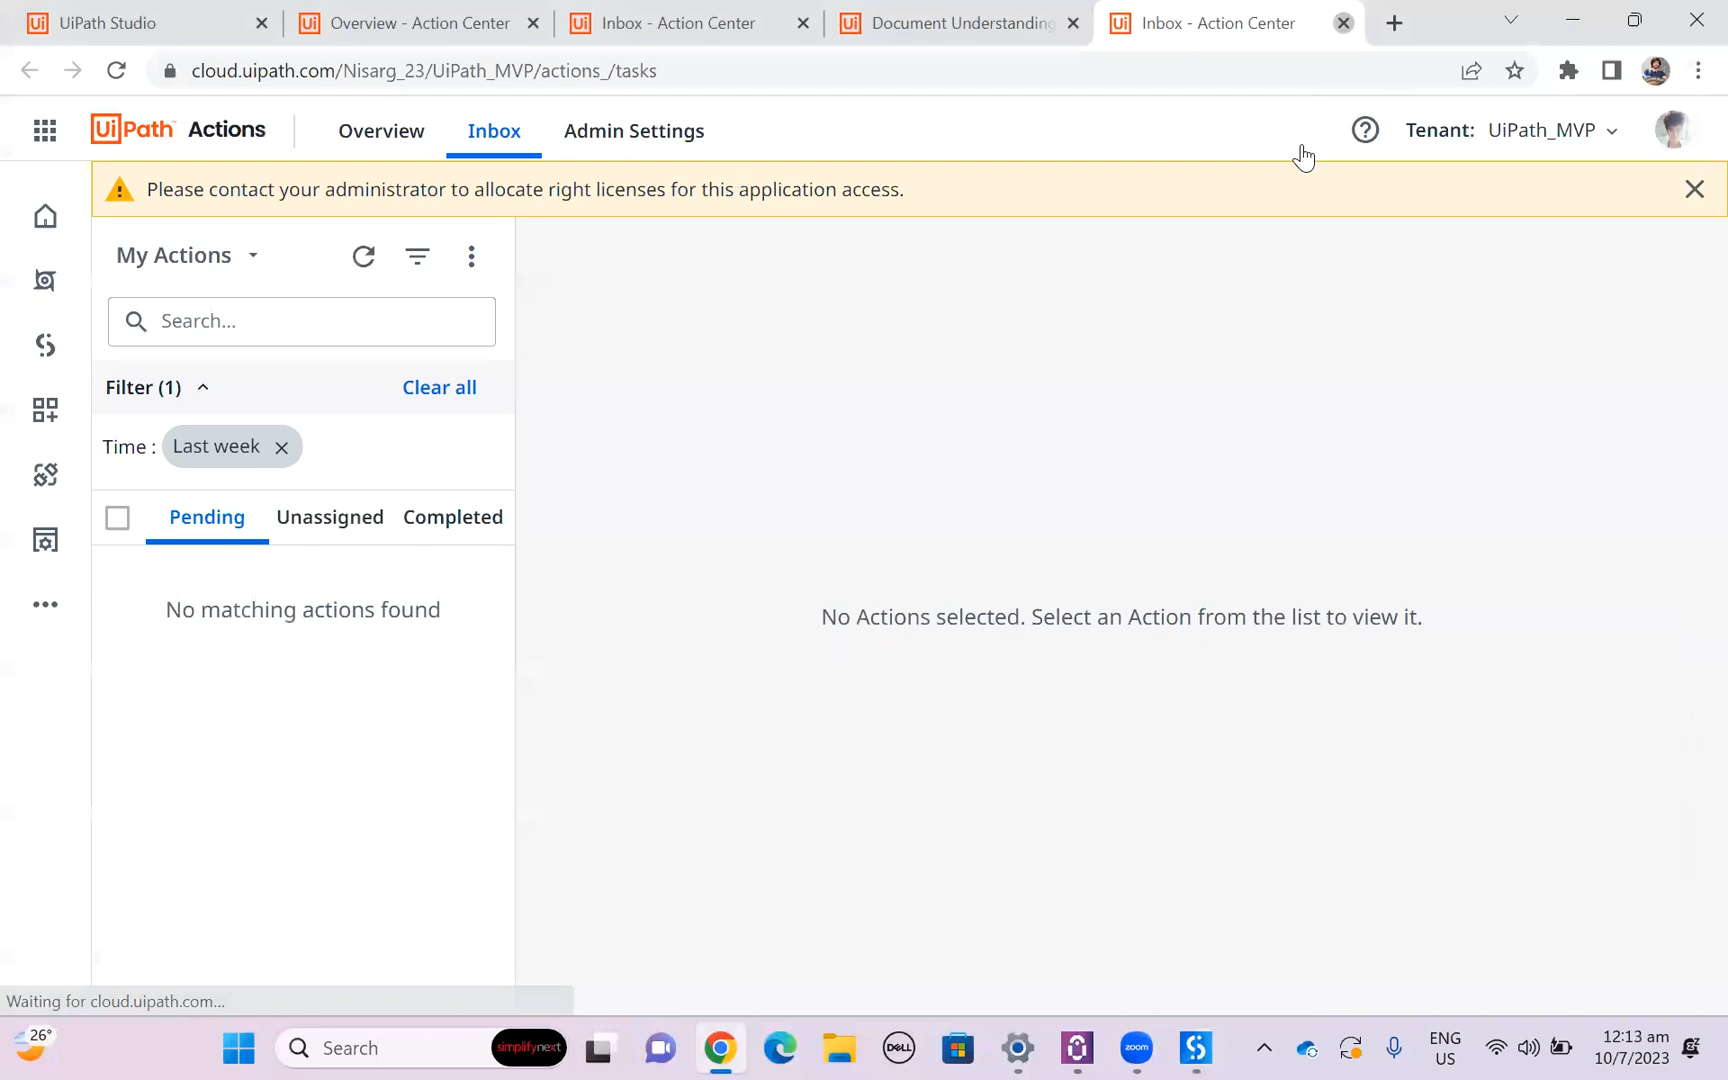 UiPath Studio
Overview - Action Center
Inbox - Action Center
Document Understanding
Inbox - Action Center
cloud.uipath.com/Nisarg_23/UiPath_MVP/actions_/tasks
UiPath Actions
Overview
Inbox
Admin Settings
Tenant: UiPath_MVP
Please contact your administrator to allocate right licenses for this application access.
My Actions
Search...
Filter (1)
Clear all
Time :
Last week
Pending
Unassigned
Completed
No matching actions found
No Actions selected. Select an Action from the list to view it.
Waiting for cloud.uipath.com...
26°
Search
simplifynext
DELL
zoom
ENG
US
12:13 am
10/7/2023